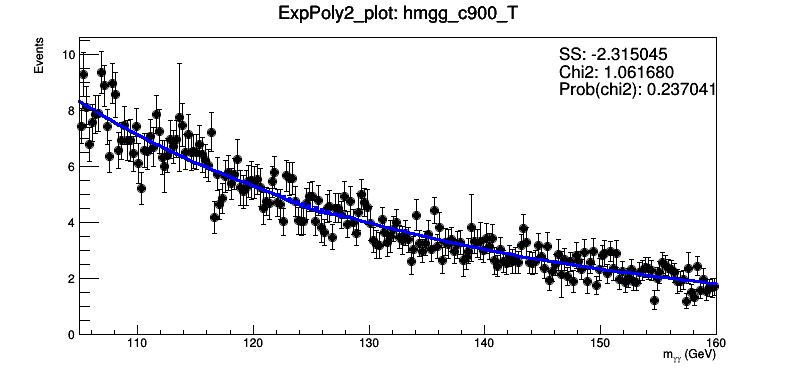 ExpPoly2_plot: hmgg_c900_T
Events
10
8
6
4
2
0
SS: -2.315045
Chi2: 1.061680
Prob(chi2): 0.237041
110 120 130 140 150 160
m_γγ (GeV)